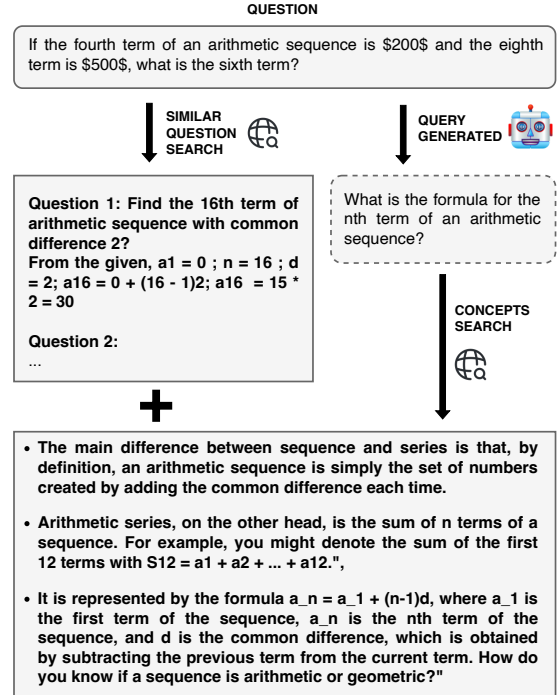 QUESTION
If the fourth term of an arithmetic sequence is $200$ and the eighth
term is $500$, what is the sixth term?
SIMILAR
QUESTION
SEARCH
QUERY
GENERATED
Question 1: Find the 16th term of
arithmetic sequence with common
difference 2?
From the given, a1 = 0 ; n = 16 ; d
= 2; a16 = 0 + (16 - 1)2; a16 = 15 *
2 = 30
Question 2:
...
What is the formula for the
nth term of an arithmetic
sequence?
CONCEPTS
SEARCH
• The main difference between sequence and series is that, by
definition, an arithmetic sequence is simply the set of numbers
created by adding the common difference each time.
• Arithmetic series, on the other head, is the sum of n terms of a
sequence. For example, you might denote the sum of the first
12 terms with S12 = a1 + a2 + ... + a12.",
• It is represented by the formula a_n = a_1 + (n-1)d, where a_1 is
the first term of the sequence, a_n is the nth term of the
sequence, and d is the common difference, which is obtained
by subtracting the previous term from the current term. How do
you know if a sequence is arithmetic or geometric?"